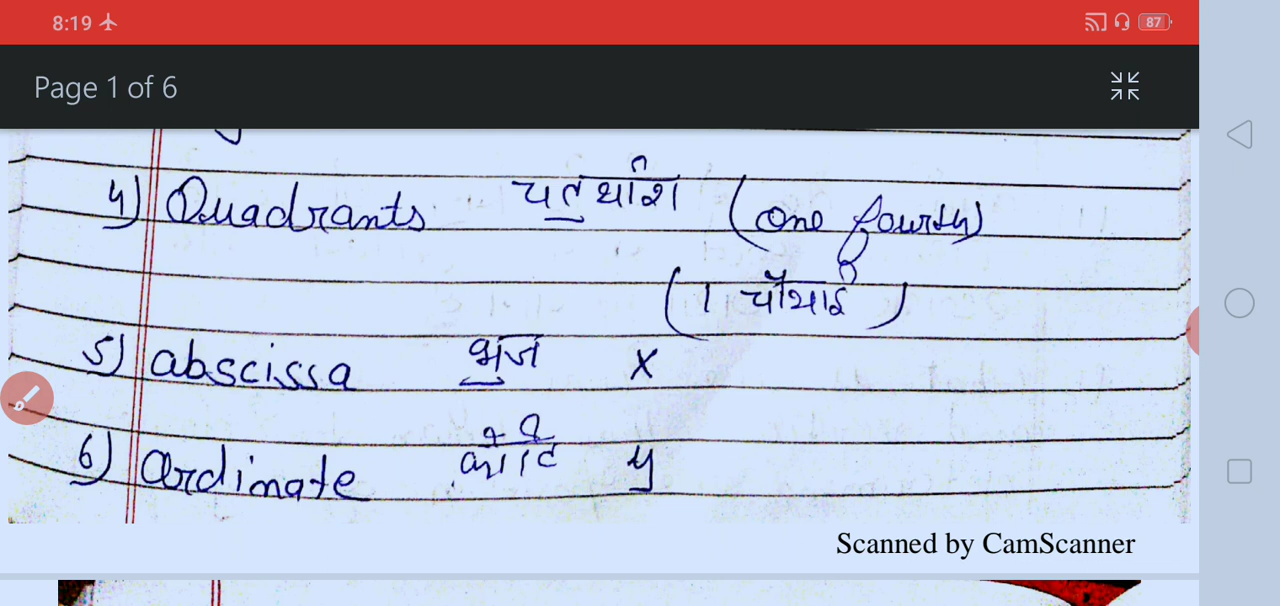 8:19
87
Page 1 of 6
4) Quadrants चतुर्थांश (one fourth)
(1 चौथाई)
5) abscissa भुज x
6) Ordinate कोटि y
Scanned by CamScanner